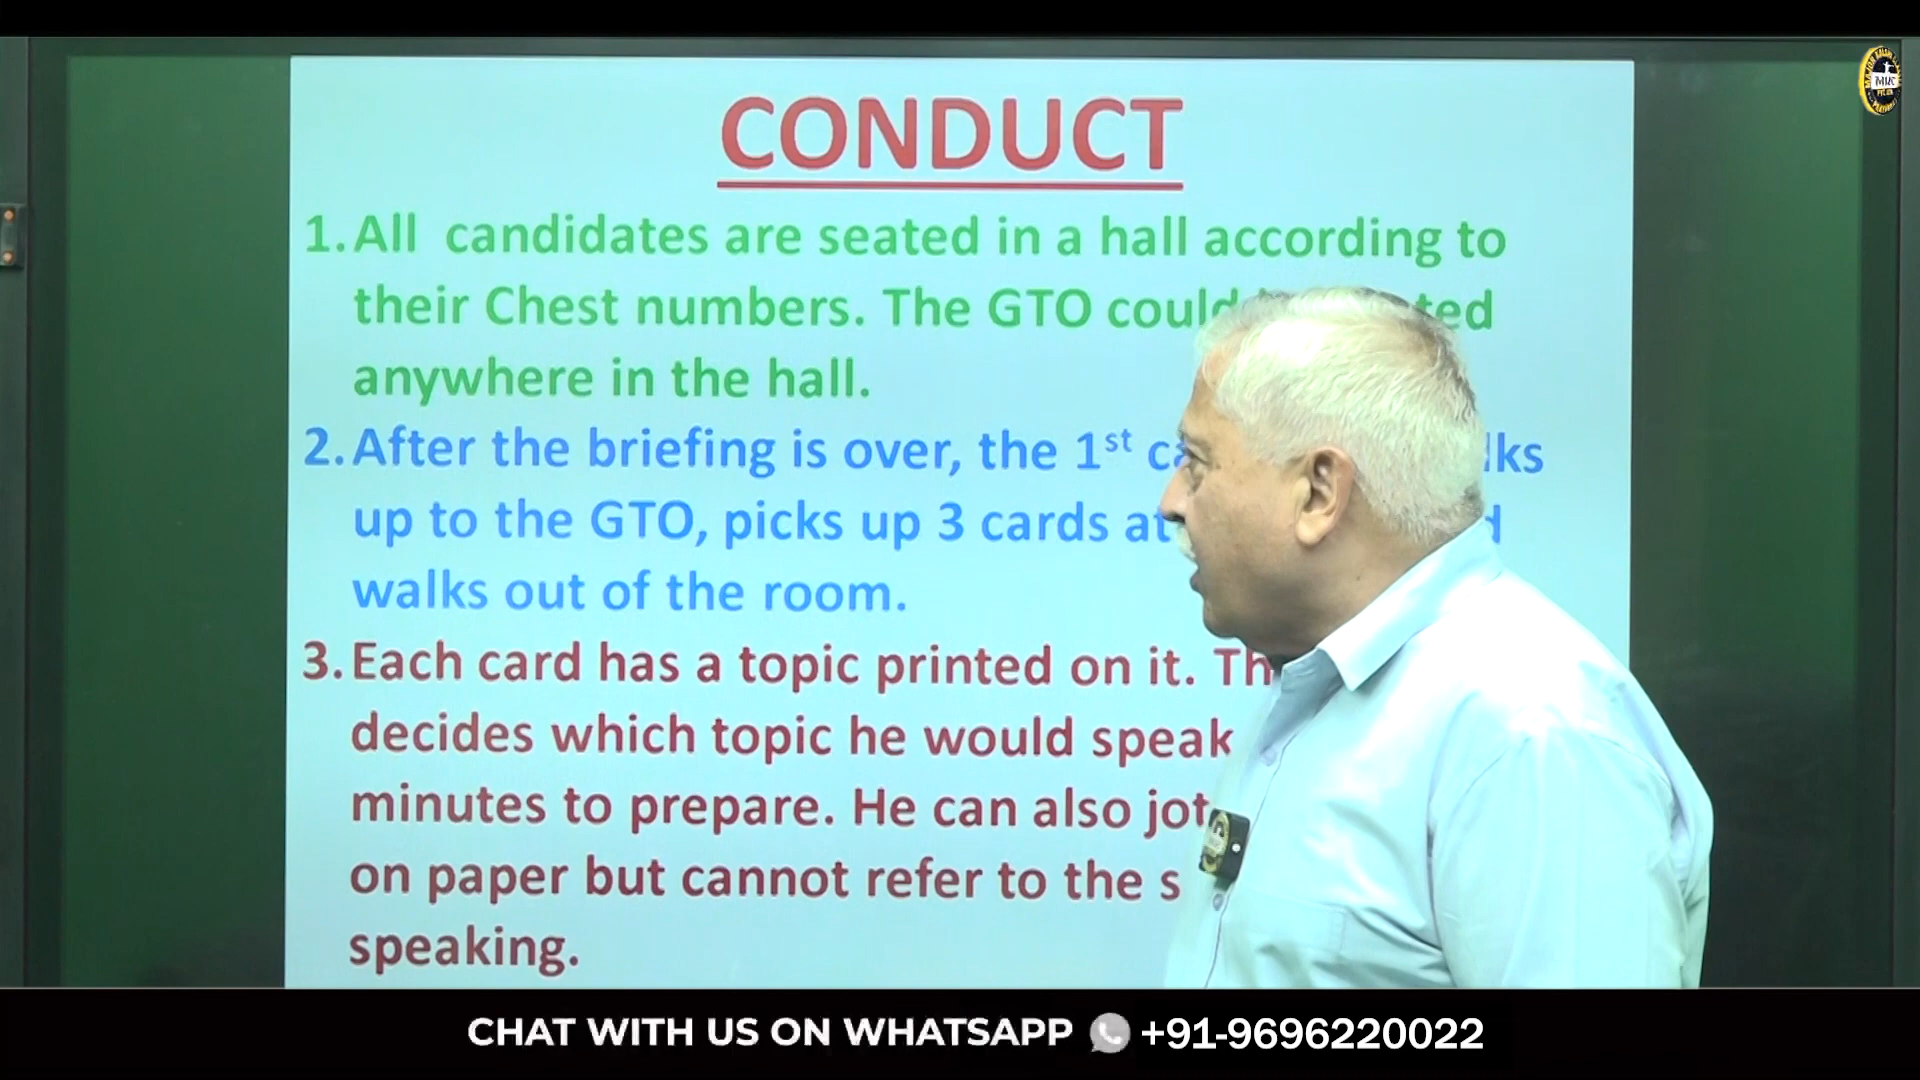 CONDUCT
1. All candidates are seated in a hall according to
their Chest numbers. The GTO could
anywhere in the hall.
2. After the briefing is over, the 1st
up to the GTO, picks up 3 cards at
walks out of the room.
3. Each card has a topic printed on it.
decides which topic he would speak
minutes to prepare. He can also jot
on paper but cannot refer to the
speaking.
MKC
CHAT WITH US ON WHATSAPP +91-9696220022